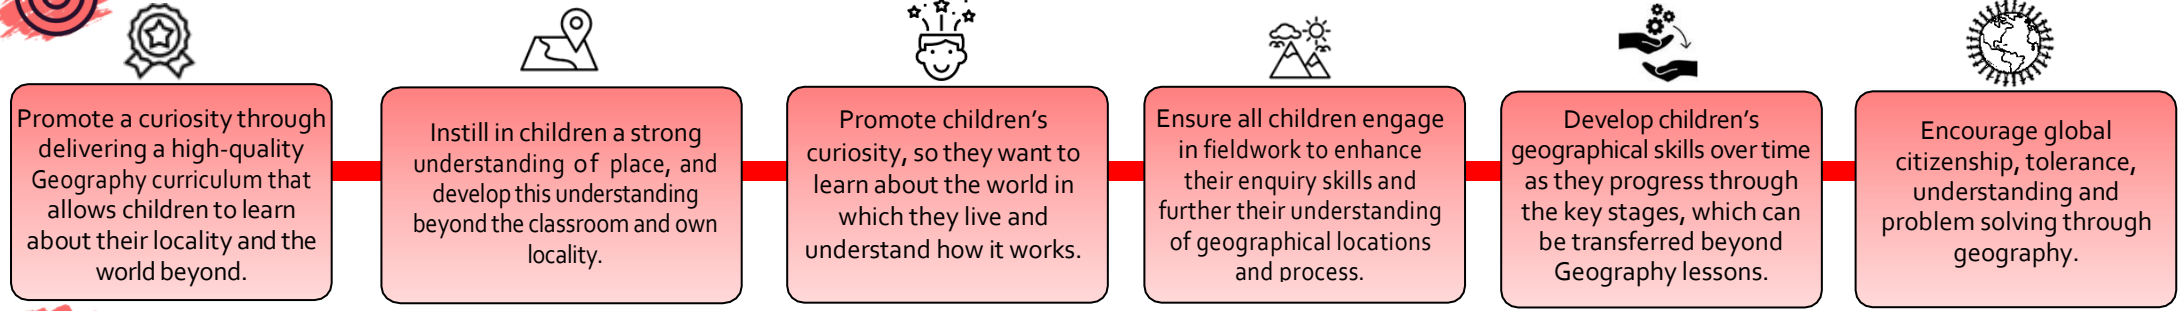 Promote a curiosity through
delivering a high-quality
Geography curriculum that
allows children to learn
about their locality and the
world beyond.
Instill in children a strong
understanding of place, and
develop this understanding
beyond the classroom and own
locality.
Promote children's
curiosity, so they want to
learn about the world in
which they live and
understand how it works.
Ensure all children engage
in fieldwork to enhance
their enquiry skills and
further their understanding
of geographical locations
and process.
Develop children's
geographical skills over time
as they progress through
the key stages, which can
be transferred beyond
Geography lessons.
Encourage global
citizenship, tolerance,
understanding and
problem solving through
geography.